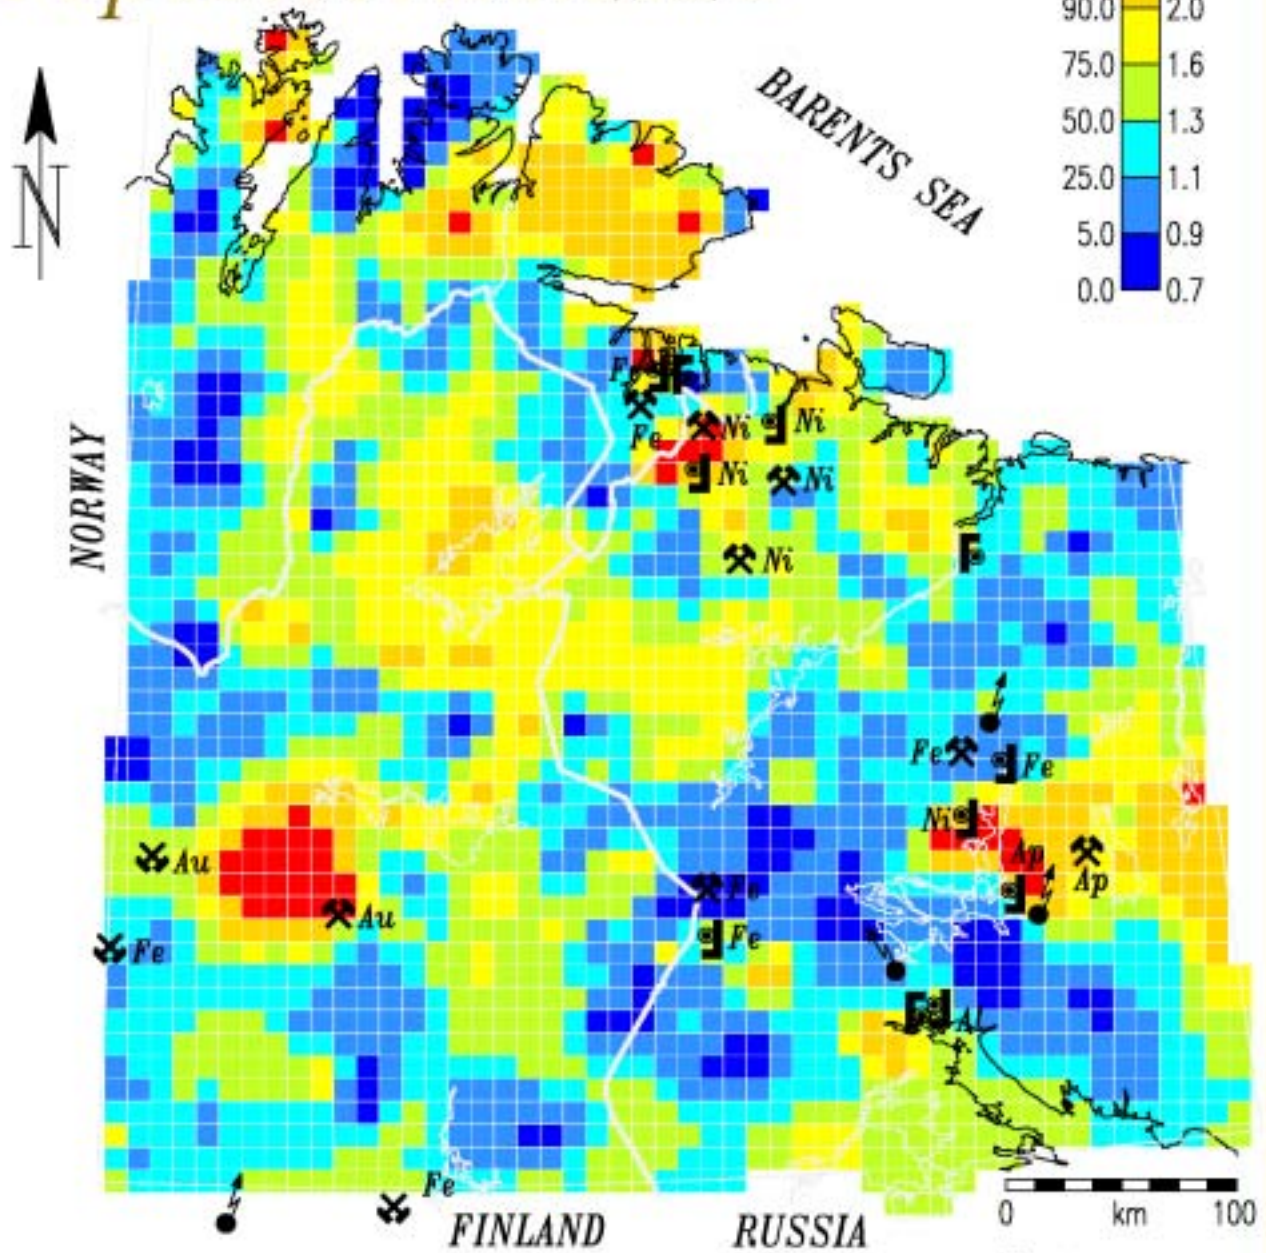 90.0 2.0
75.0 1.6
50.0 1.3
25.0 1.1
5.0 0.9
0.0 0.7
BARENTS SEA
N
NORWAY
Fe
Ni
Ni
Ni
Ni
Ni
Fe
Fe
Ni
Ap
Ap
Au
Au
Fe
Fe
Fe
Al
Fe
FINLAND
RUSSIA
0 km 100